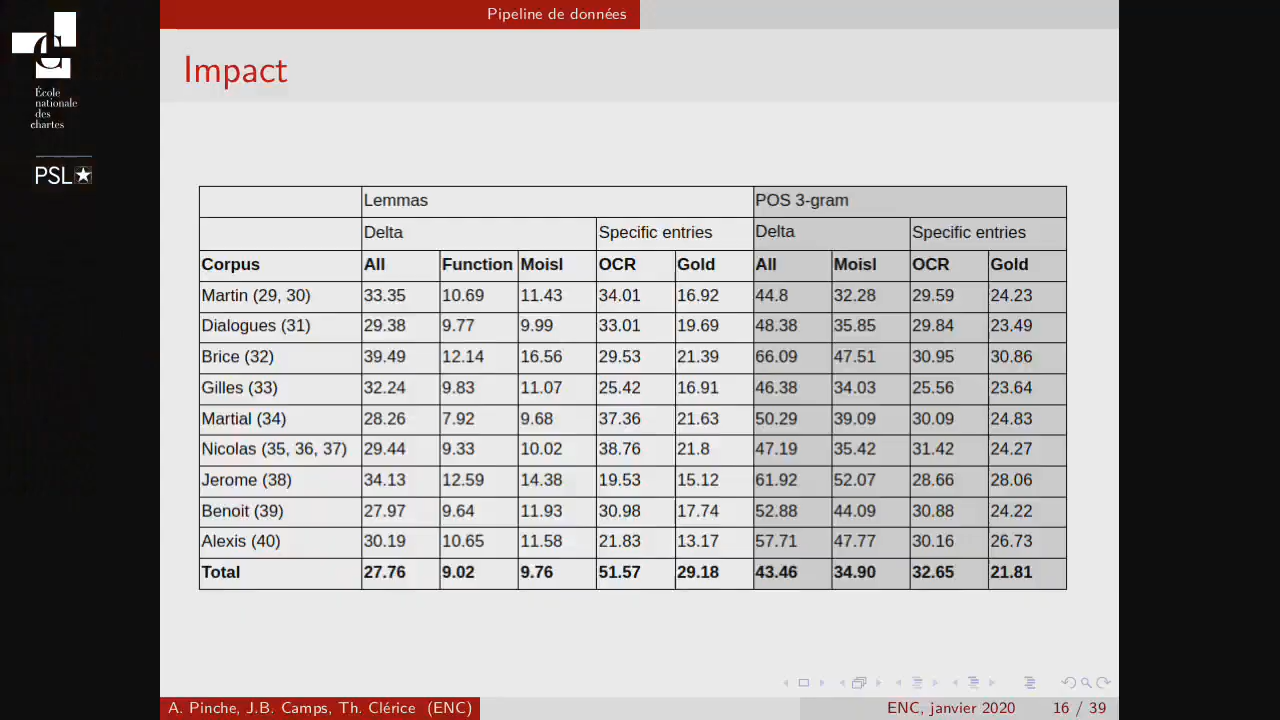 Pipeline de données
École
nationale
des
chartes
PSL
Impact
Lemmas POS 3-gram
Delta Specific entries Delta Specific entries
Corpus All Function Moisl OCR Gold All Moisl OCR Gold
Martin (29, 30) 33.35 10.69 11.43 34.01 16.92 44.8 32.28 29.59 24.23
Dialogues (31) 29.38 9.77 9.99 33.01 19.69 48.38 35.85 29.84 23.49
Brice (32) 39.49 12.14 16.56 29.53 21.39 66.09 47.51 30.95 30.86
Gilles (33) 32.24 9.83 11.07 25.42 16.91 46.38 34.03 25.56 23.64
Martial (34) 28.26 7.92 9.68 37.36 21.63 50.29 39.09 30.09 24.83
Nicolas (35, 36, 37) 29.44 9.33 10.02 38.76 21.8 47.19 35.42 31.42 24.27
Jerome (38) 34.13 12.59 14.38 19.53 15.12 61.92 52.07 28.66 28.06
Benoit (39) 27.97 9.64 11.93 30.98 17.74 52.88 44.09 30.88 24.22
Alexis (40) 30.19 10.65 11.58 21.83 13.17 57.71 47.77 30.16 26.73
Total 27.76 9.02 9.76 51.57 29.18 43.46 34.90 32.65 21.81
A. Pinche, J.B. Camps, Th. Clérice (ENC) ENC, janvier 2020 16 / 39